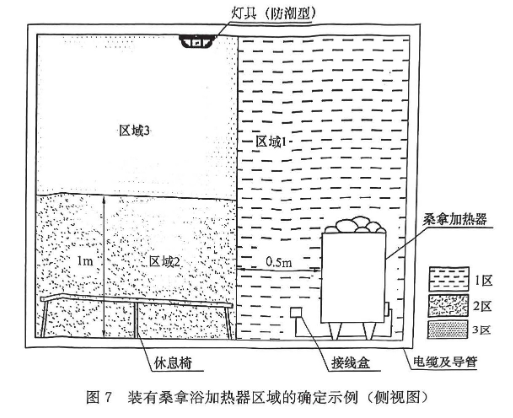 灯具（防潮型）
区域3
区域1
桑拿加热器
1m
区域2
0.5m
1区
2区
3区
休息椅
接线盒
电缆及导管
图7 装有桑拿浴加热器区域的确定示例（侧视图）